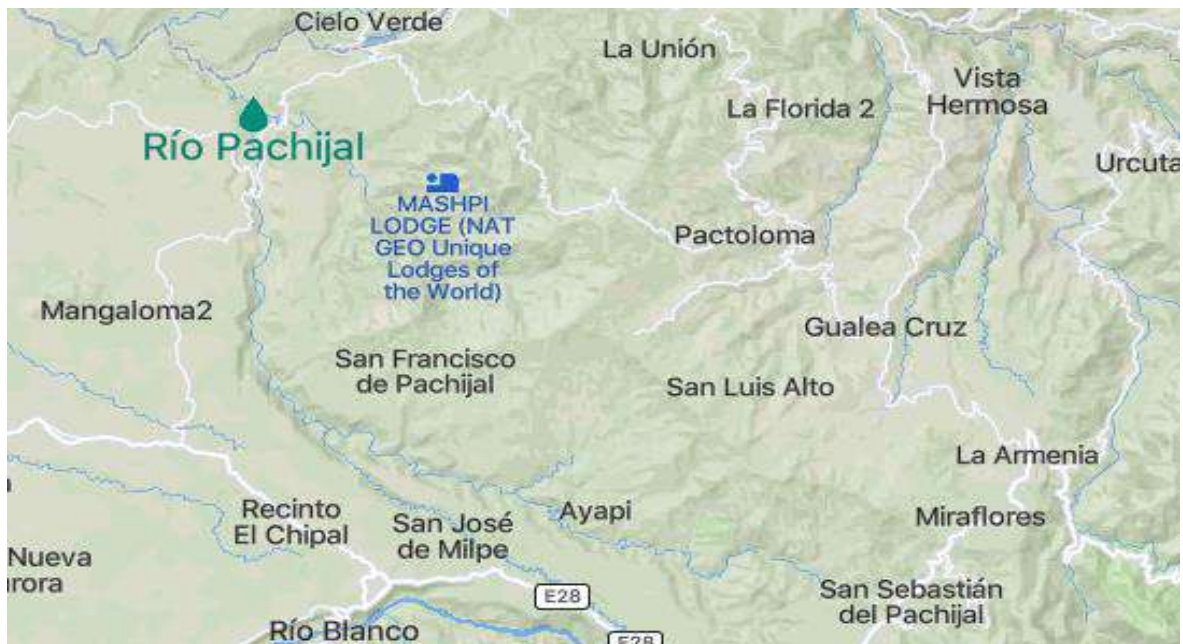 Cielo Verde
La Unión
Vista
Hermosa
La Florida 2
Río Pachijal
Urcuta
MASHPI
LODGE (NAT
GEO Unique
Lodges of
the World)
Pactoloma
Mangaloma2
Gualea Cruz
San Francisco
de Pachijal
San Luis Alto
La Armenia
Recinto
El Chipal
San José
de Milpe
Ayapi
Miraflores
Nueva
rora
E28
San Sebastián
del Pachijal
Río Blanco
E28